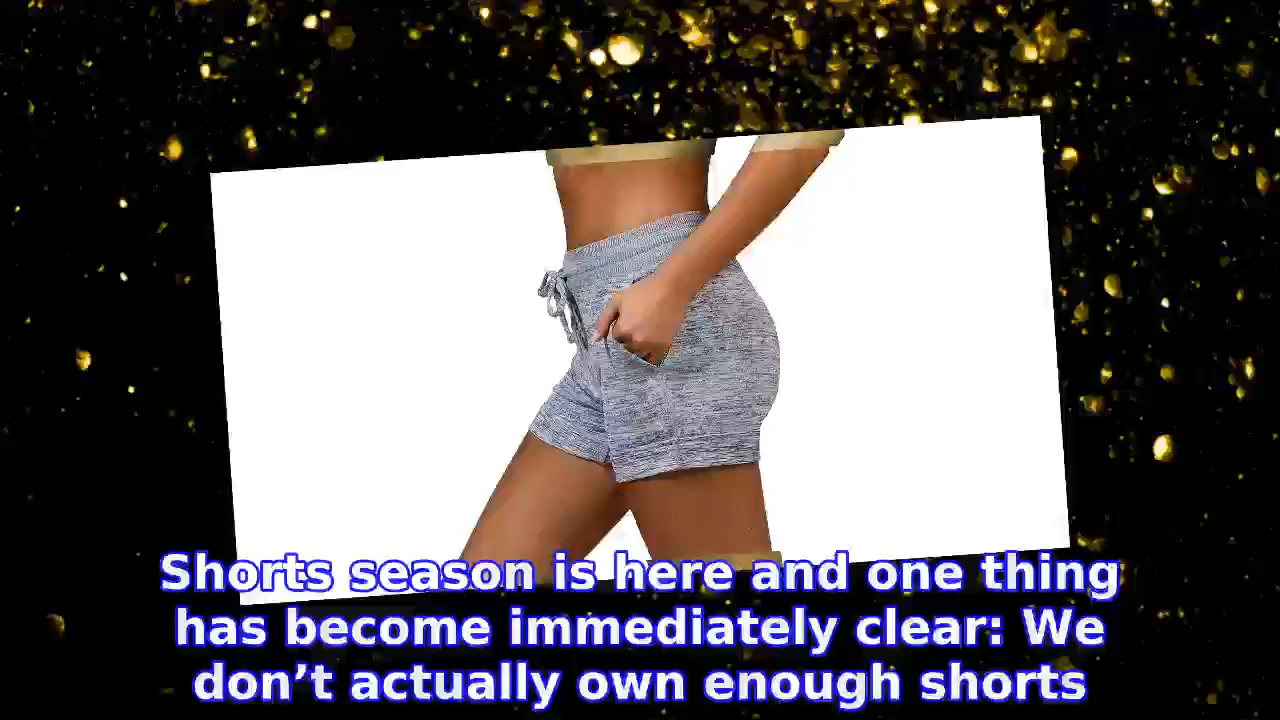 Shorts season is here and one thing
has become immediately clear: We
don’t actually own enough shorts